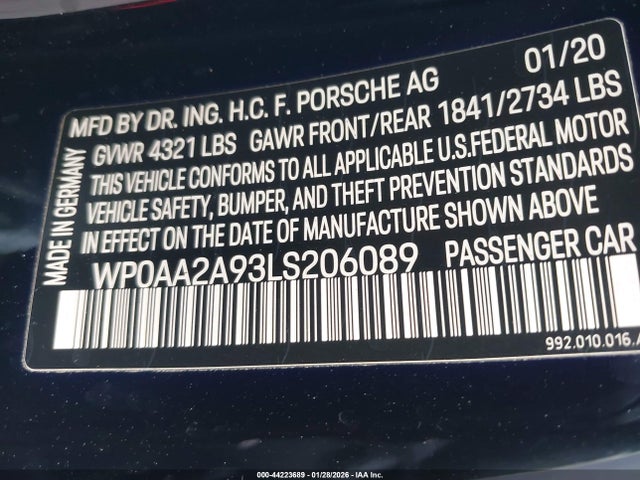 01/20
MFD BY DR. ING. H.C. F. PORSCHE AG
GVWR 4321 LBS GAWR FRONT/REAR 1841/2734 LBS
THIS VEHICLE CONFORMS TO ALL APPLICABLE U.S.FEDERAL MOTOR
VEHICLE SAFETY, BUMPER, AND THEFT PREVENTION STANDARDS
IN EFFECT ON THE DATE OF MANUFACTURE SHOWN ABOVE
MADE IN GERMANY
WP0AA2A93LS206089 PASSENGER CAR
992.010.016.
000-44223689 - 01/28/2026 - IAA Inc.